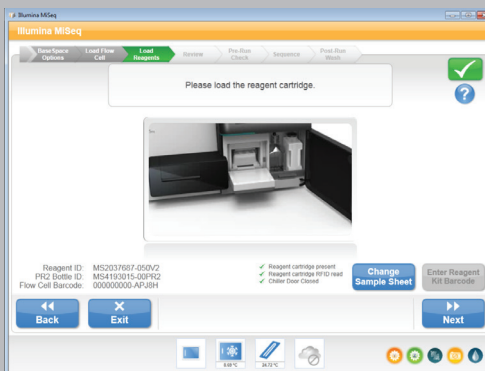 Illumina MiSeq
Illumina MiSeq
BaseSpace Options
Load Flow Cell
Load Reagents
Review
Pre-Run Check
Sequence
Post-Run Wash
Please load the reagent cartridge.
Reagent ID: MS2037667-050V2
PR2 Bottle ID: MS4193015-00PR2
Flow Cell Barcode: 000000000-APJ8H
Reagent cartridge present
Reagent cartridge RFID read
Chiller Door Closed
Change Sample Sheet
Enter Reagent Kit Barcode
Back
Exit
Next
24.72 °C